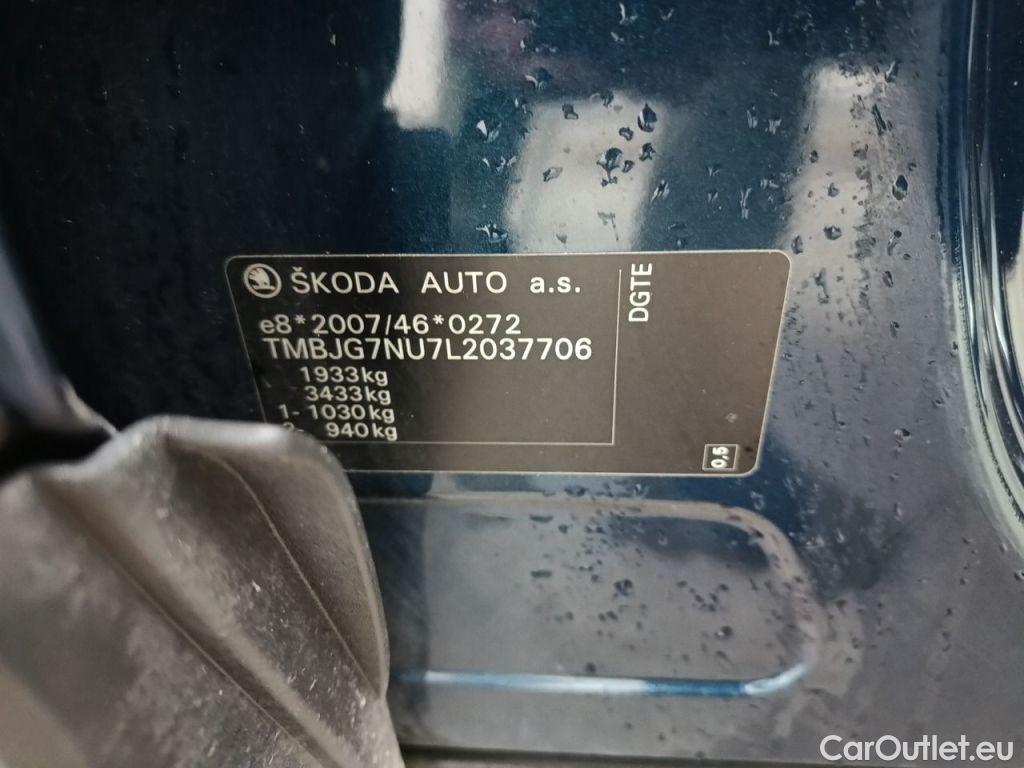 ŠKODA AUTO a.s.
e8*2007/46*0272
TMBJG7NU7L2037706
1933kg
3433kg
1- 1030kg
2- 940kg
DGTE
0,5
CarOutlet.eu